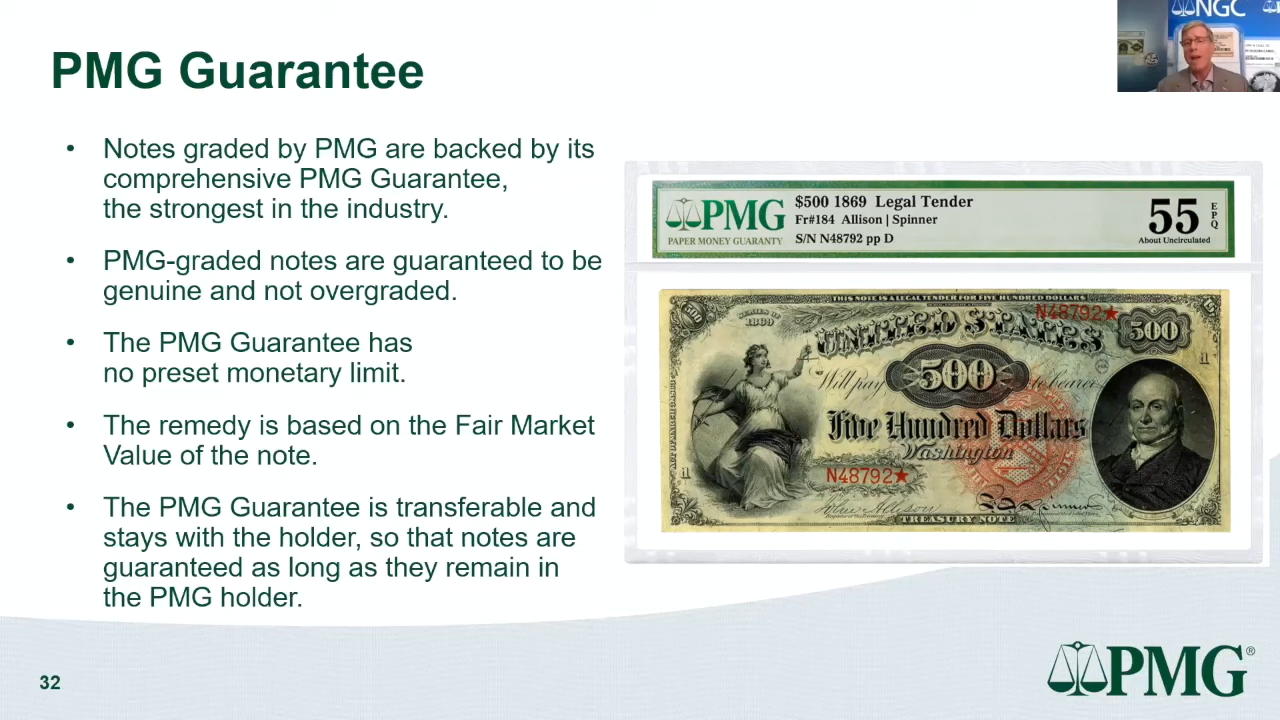 PMG Guarantee
NGC
• Notes graded by PMG are backed by its
comprehensive PMG Guarantee,
the strongest in the industry.
• PMG-graded notes are guaranteed to be
genuine and not overgraded.
• The PMG Guarantee has
no preset monetary limit.
• The remedy is based on the Fair Market
Value of the note.
• The PMG Guarantee is transferable and
stays with the holder, so that notes are
guaranteed as long as they remain in
the PMG holder.
PMG
PAPER MONEY GUARANTY
$500 1869 Legal Tender
Fr#184 Allison | Spinner
S/N N48792 pp D
55
EPQ
About Uncirculated
THIS NOTE IS A LEGAL TENDER FOR FIVE HUNDRED DOLLARS
N48792★
SERIES OF
1869
UNITED STATES
500
Will pay
500
to bearer
Five Hundred Dollars
Washington
N48792★
TREASURY NOTE
32
PMG®